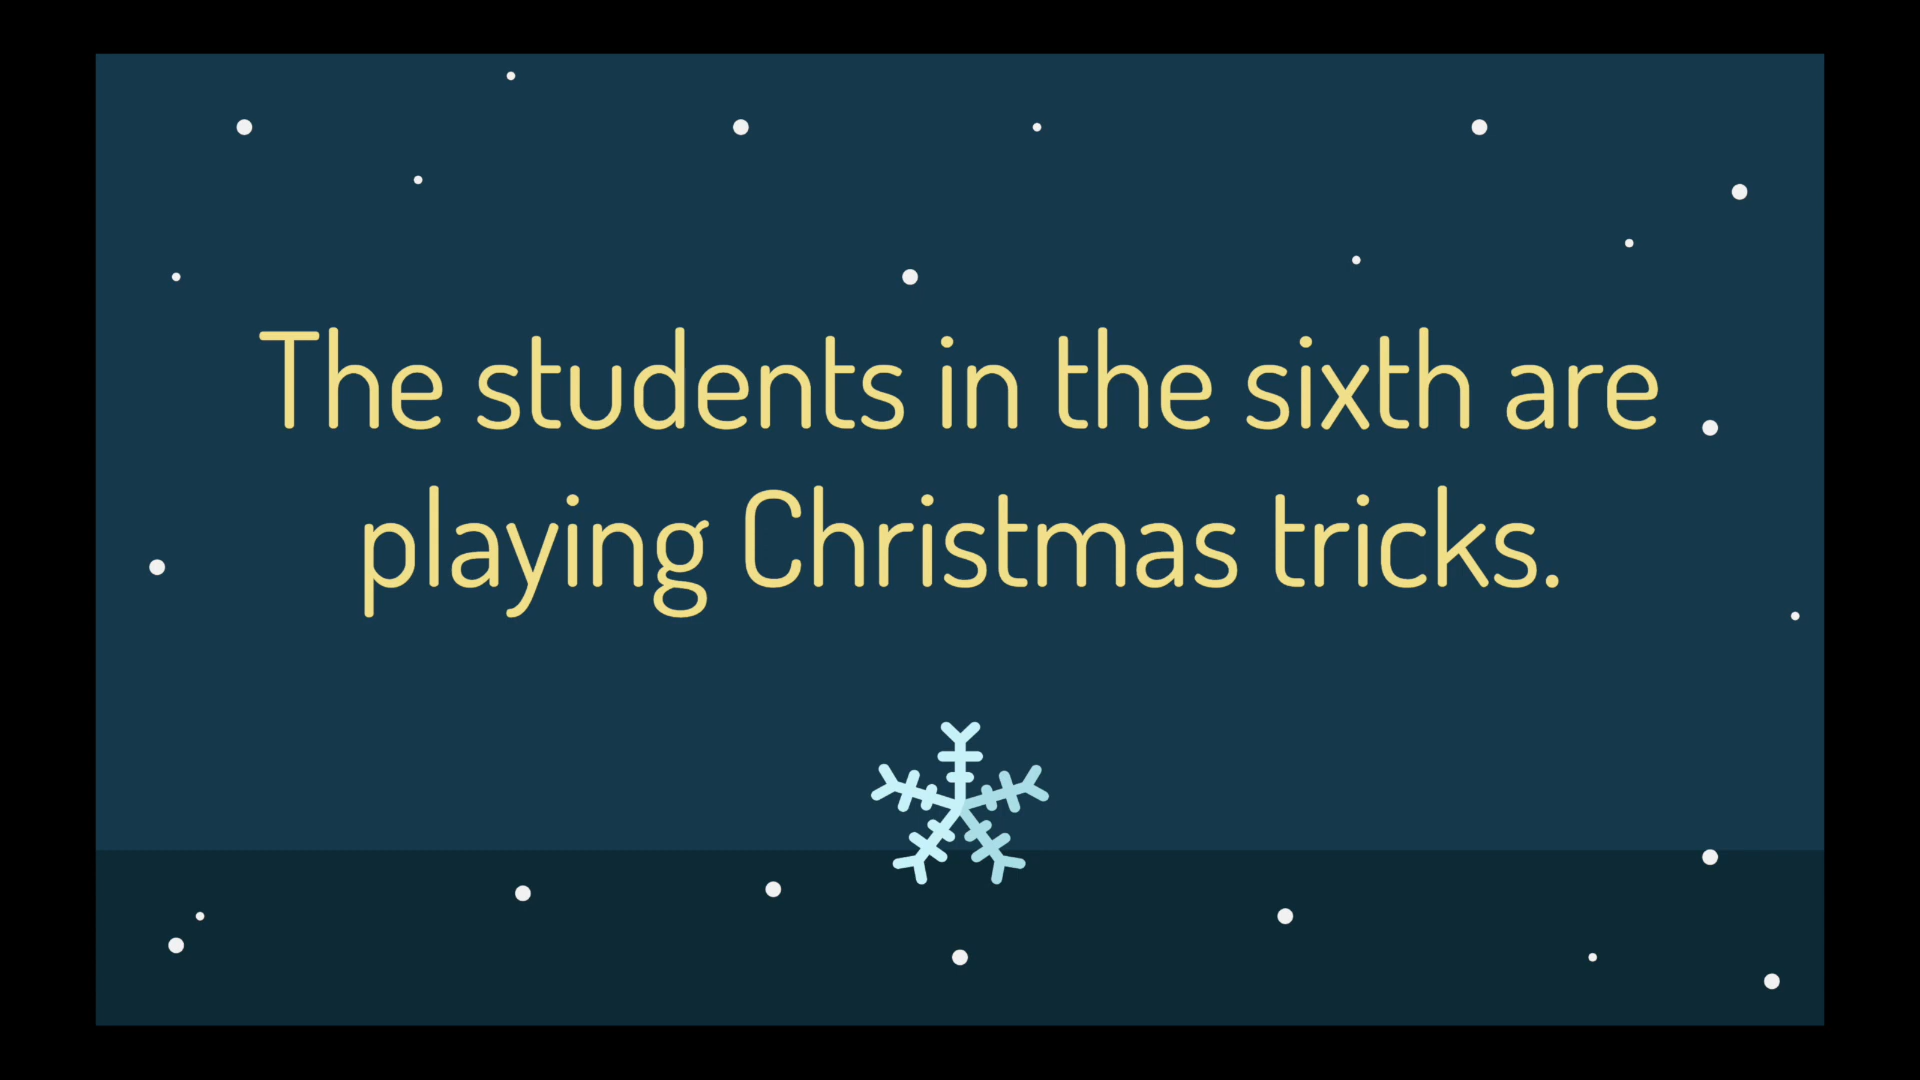 The students in the sixth are
playing Christmas tricks.